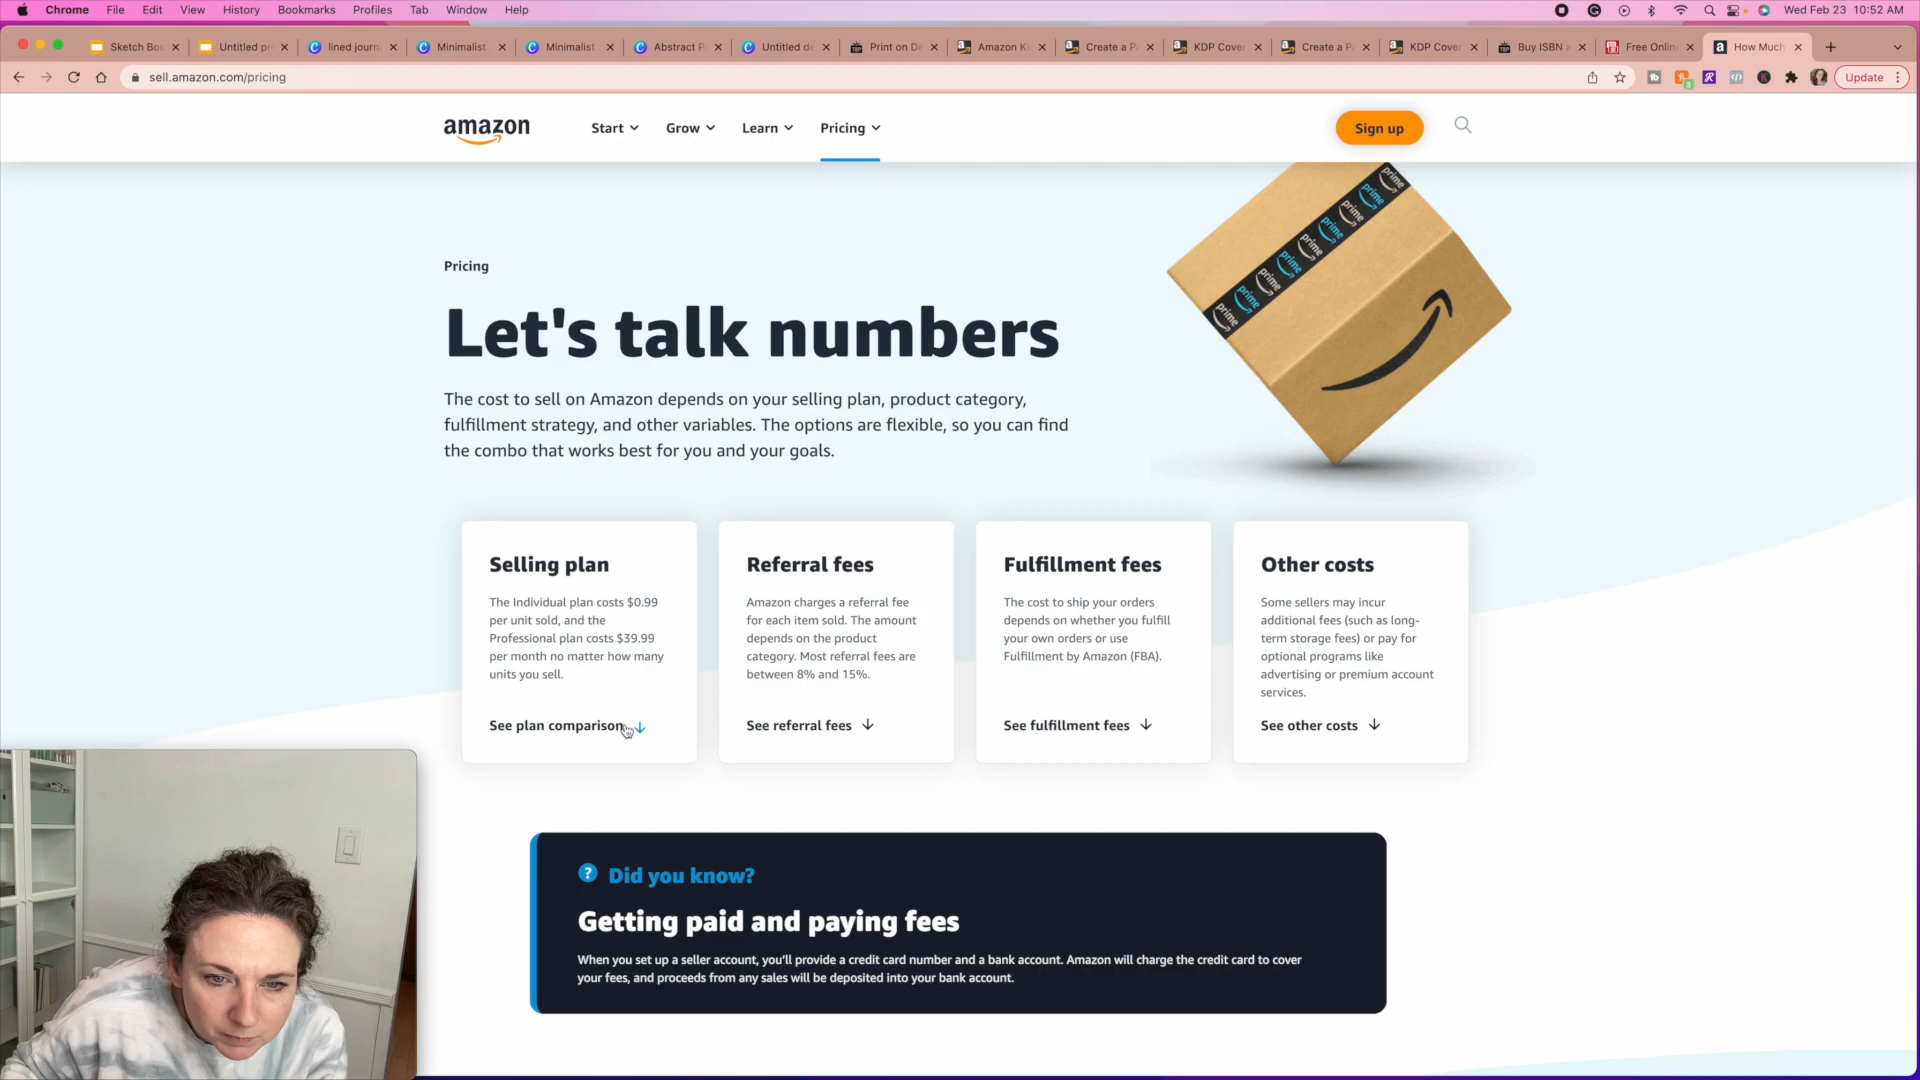 Chrome File Edit View History Bookmarks Profiles Tab Window Help Wed Feb 23 10:52 AM
Sketch Boo Untitled pr lined journ Minimalist Minimalist Abstract P Untitled de Print on De Amazon Ki Create a P KDP Cover Create a P KDP Cover Buy ISBN a Free Onlin How Much
sell.amazon.com/pricing Update
amazon Start Grow Learn Pricing Sign up
prime prime prime prime prime prime prime prime
Pricing
Let's talk numbers
The cost to sell on Amazon depends on your selling plan, product category,
fulfillment strategy, and other variables. The options are flexible, so you can find
the combo that works best for you and your goals.
Selling plan
The Individual plan costs $0.99
per unit sold, and the
Professional plan costs $39.99
per month no matter how many
units you sell.
See plan comparison
Referral fees
Amazon charges a referral fee
for each item sold. The amount
depends on the product
category. Most referral fees are
between 8% and 15%.
See referral fees
Fulfillment fees
The cost to ship your orders
depends on whether you fulfill
your own orders or use
Fulfillment by Amazon (FBA).
See fulfillment fees
Other costs
Some sellers may incur
additional fees (such as long-
term storage fees) or pay for
optional programs like
advertising or premium account
services.
See other costs
Did you know?
Getting paid and paying fees
When you set up a seller account, you'll provide a credit card number and a bank account. Amazon will charge the credit card to cover
your fees, and proceeds from any sales will be deposited into your bank account.